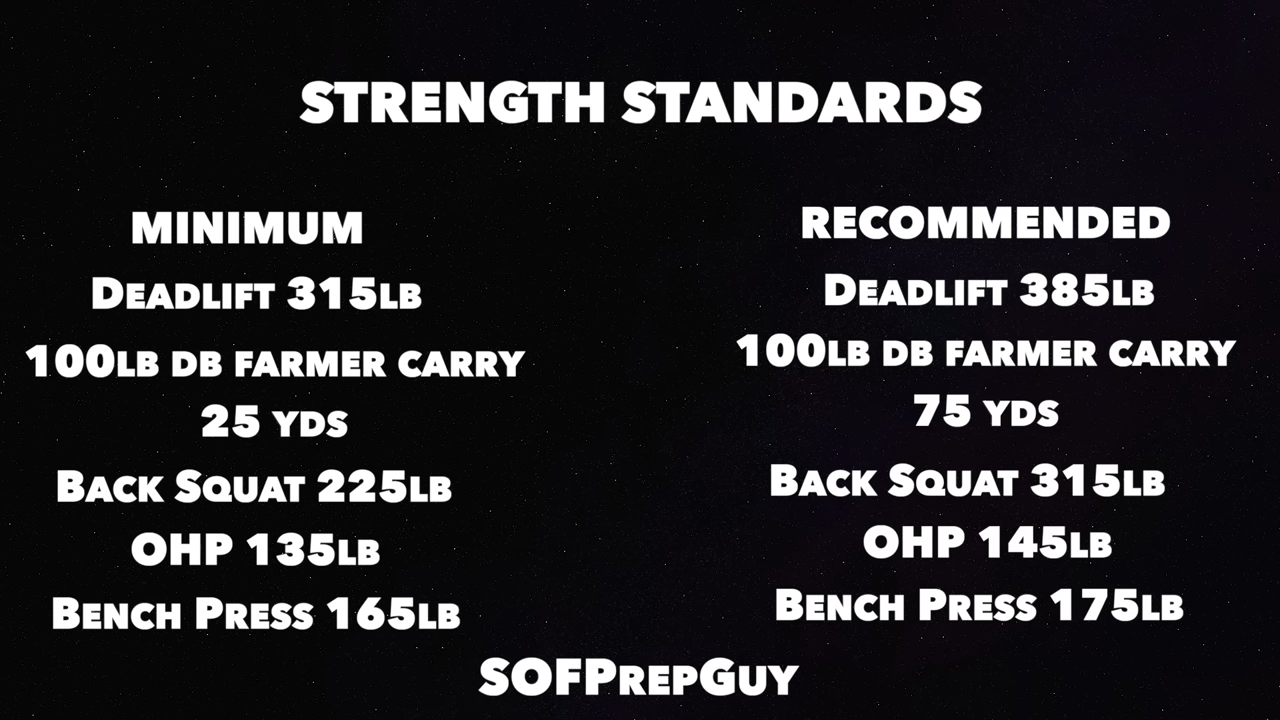 STRENGTH STANDARDS
MINIMUM
DEADLIFT 315LB
100LB DB FARMER CARRY
25 YDS
BACK SQUAT 225LB
OHP 135LB
BENCH PRESS 165LB
RECOMMENDED
DEADLIFT 385LB
100LB DB FARMER CARRY
75 YDS
BACK SQUAT 315LB
OHP 145LB
BENCH PRESS 175LB
SOFPREPGUY